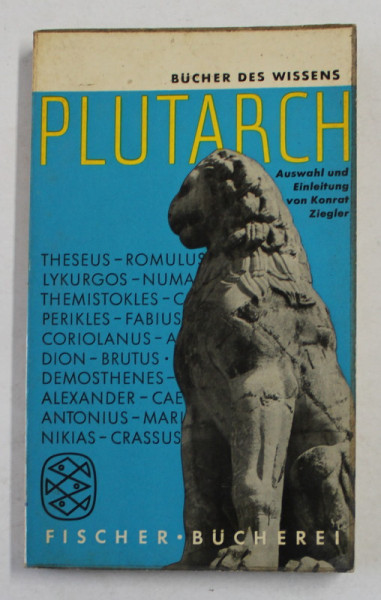 BÜCHER DES WISSENS
PLUTARCH
Auswahl und
Einleitung
von Konrat
Ziegler
THESEUS – ROMULUS
LYKURGOS – NUMA
THEMISTOKLES – C
PERIKLES – FABIUS
CORIOLANUS – A
DION – BRUTUS ·
DEMOSTHENES –
ALEXANDER – CAE
ANTONIUS – MARI
NIKIAS – CRASSUS
FISCHER · BÜCHEREI